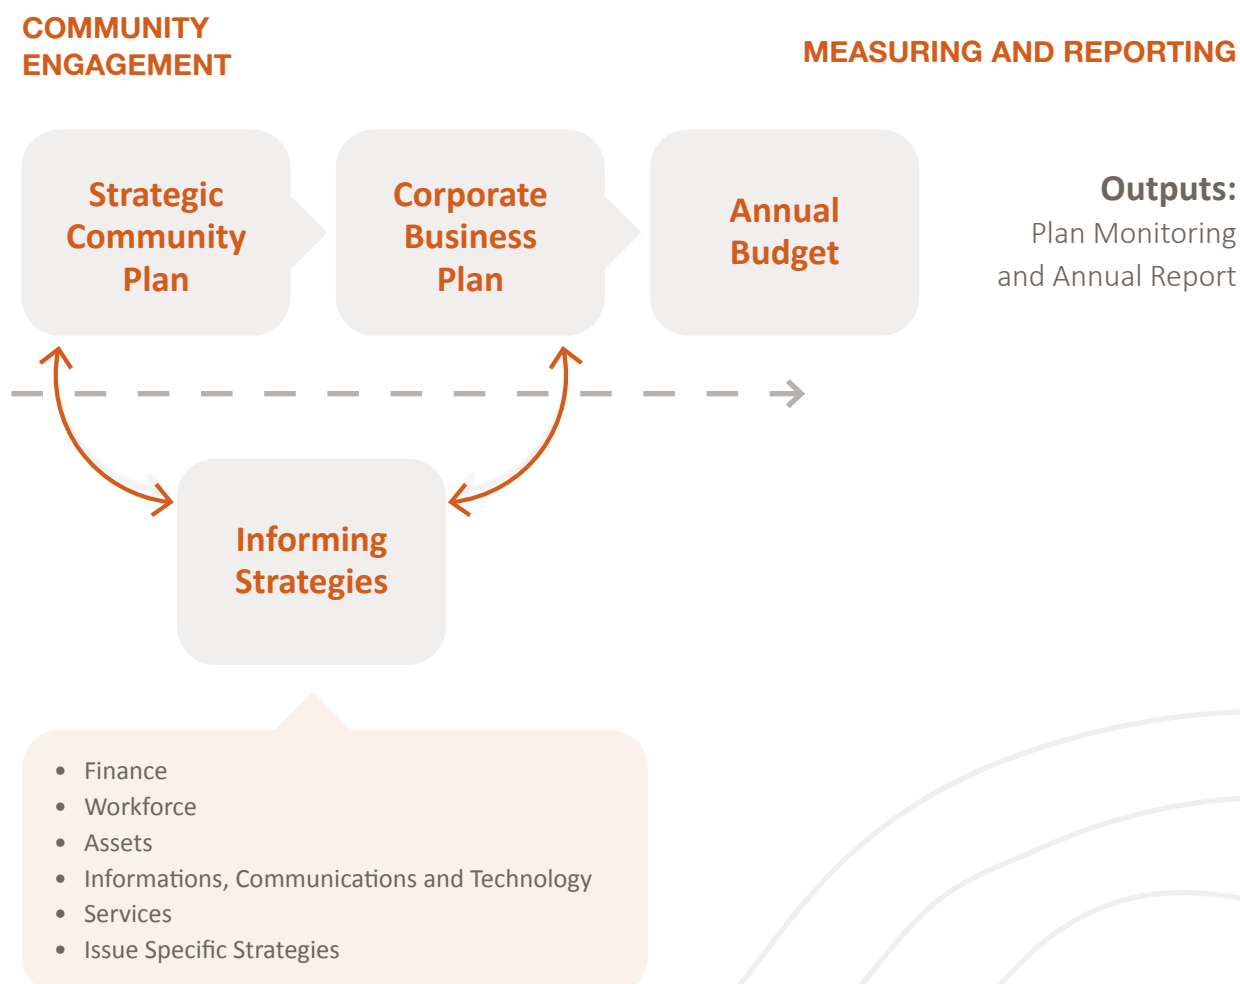 COMMUNITY
ENGAGEMENT
MEASURING AND REPORTING
Strategic
Community
Plan
Corporate
Business
Plan
Annual
Budget
Outputs:
Plan Monitoring
and Annual Report
Informing
Strategies
• Finance
• Workforce
• Assets
• Informations, Communications and Technology
• Services
• Issue Specific Strategies